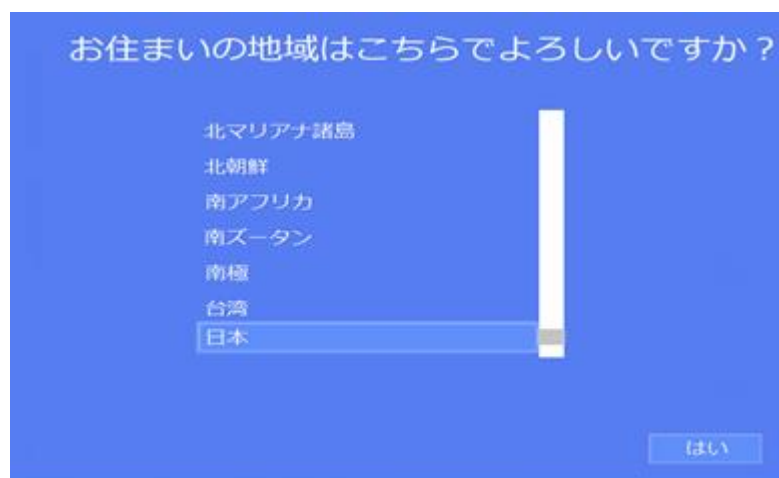 お住まいの地域はこちらでよろしいですか？
北マリアナ諸島
北朝鮮
南アフリカ
南ズータン
南極
台湾
日本
はい